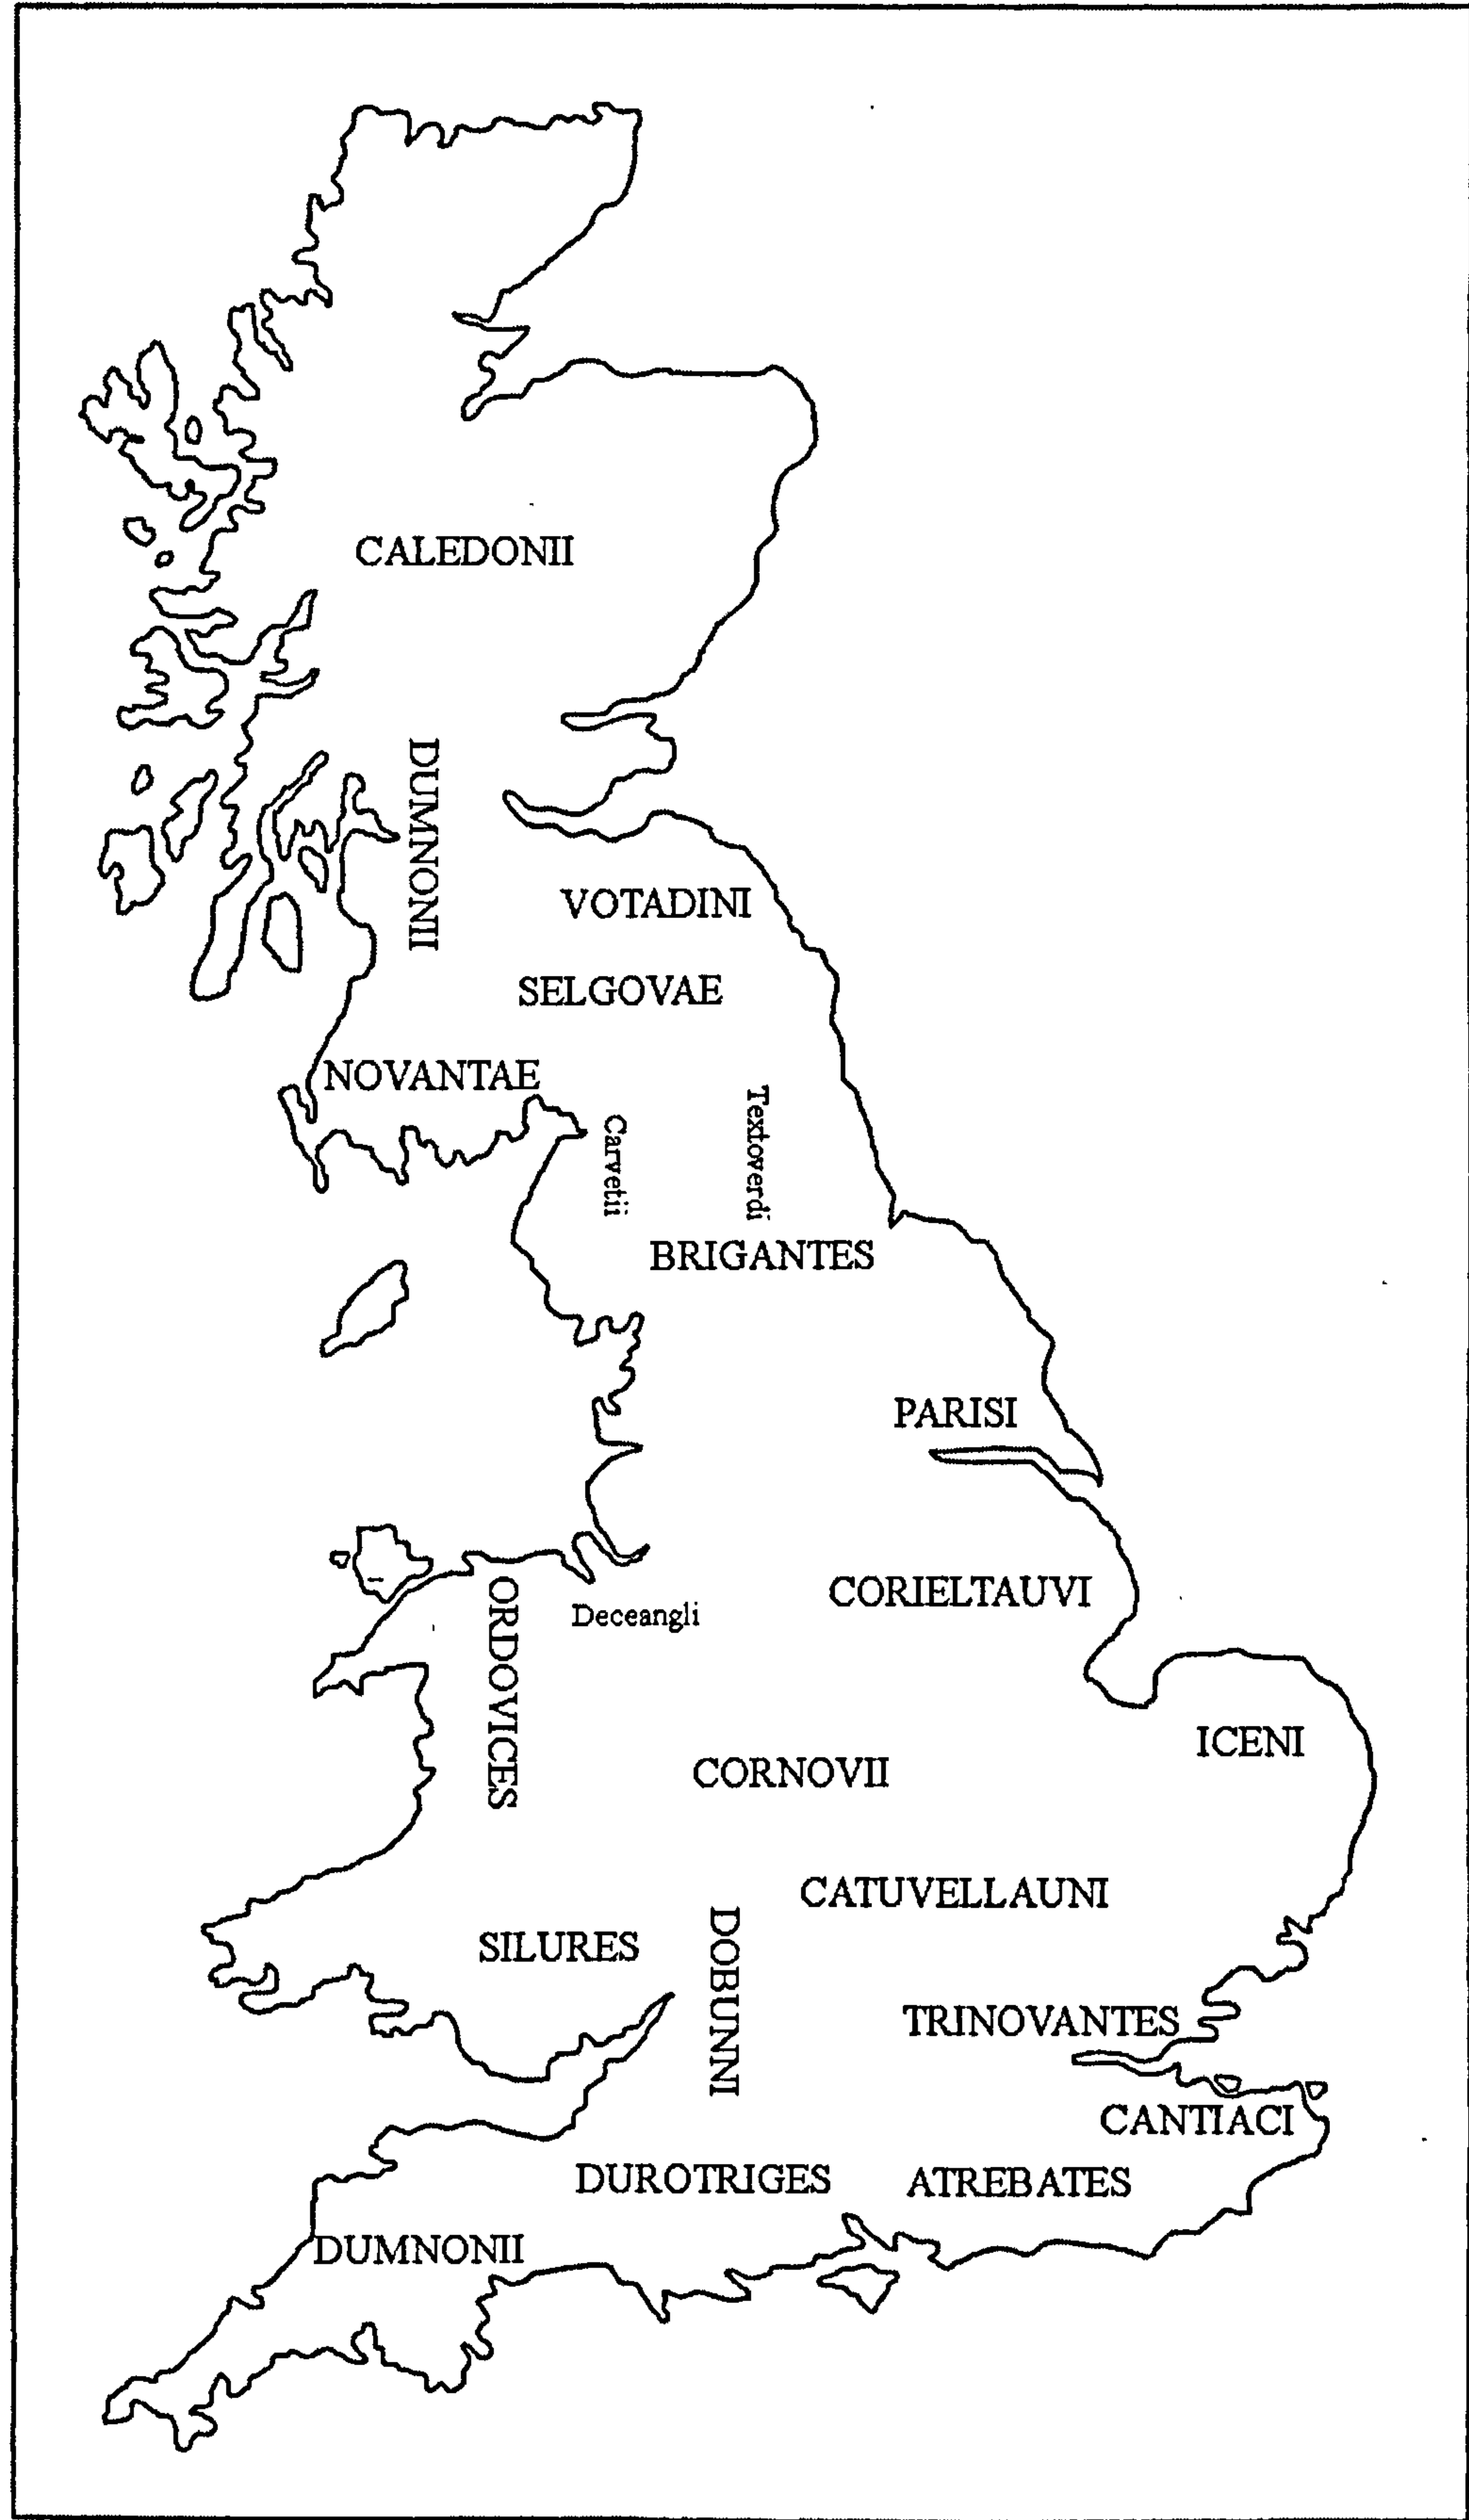 CALEDONII
DUMNONII
VOTADINI
SELGOVAE
NOVANTAE
Textoverdi
Carvetii
BRIGANTES
PARISI
CORIELTAUVI
ORDOVICES
Deceangli
ICENI
CORNOVII
CATUVELLAUNI
SILURES
DOBUNNI
TRINOVANTES
CANTIACI
DUROTRIGES
ATREBATES
DUMNONII